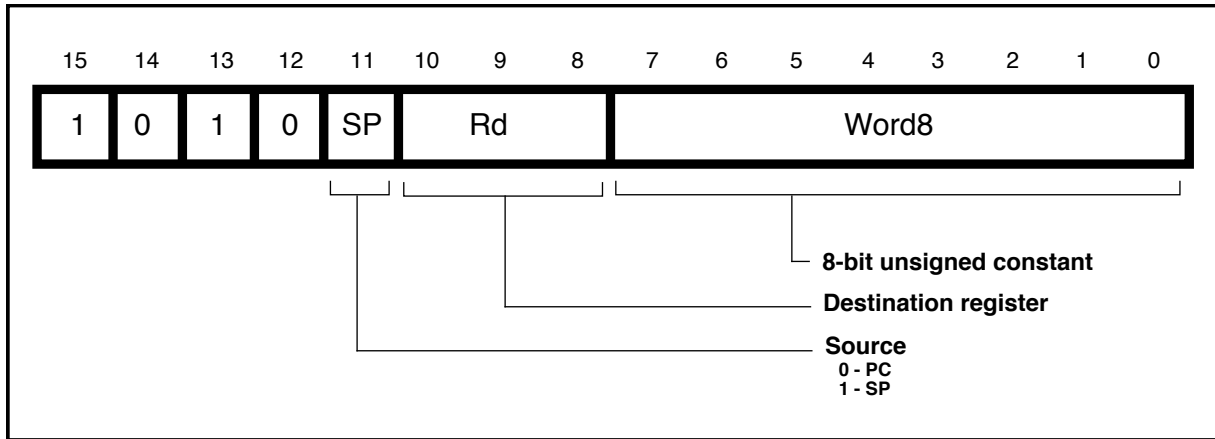 15 14 13 12 11 10 9 8 7 6 5 4 3 2 1 0
1 0 1 0 SP Rd Word8
8-bit unsigned constant
Destination register
Source
0 - PC
1 - SP